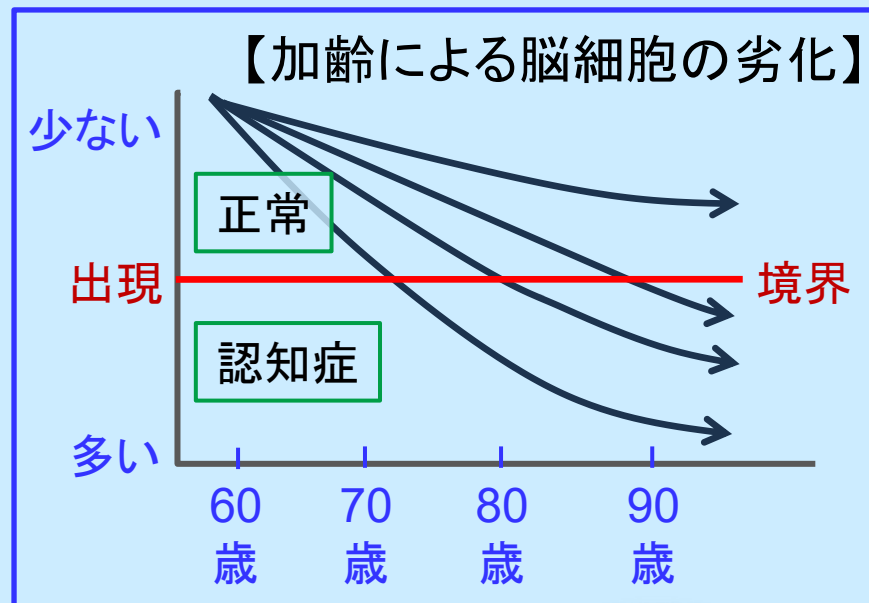 【加齢による脳細胞の劣化】
少ない
正常
出現
境界
認知症
多い
60 70 80 90
歳 歳 歳 歳